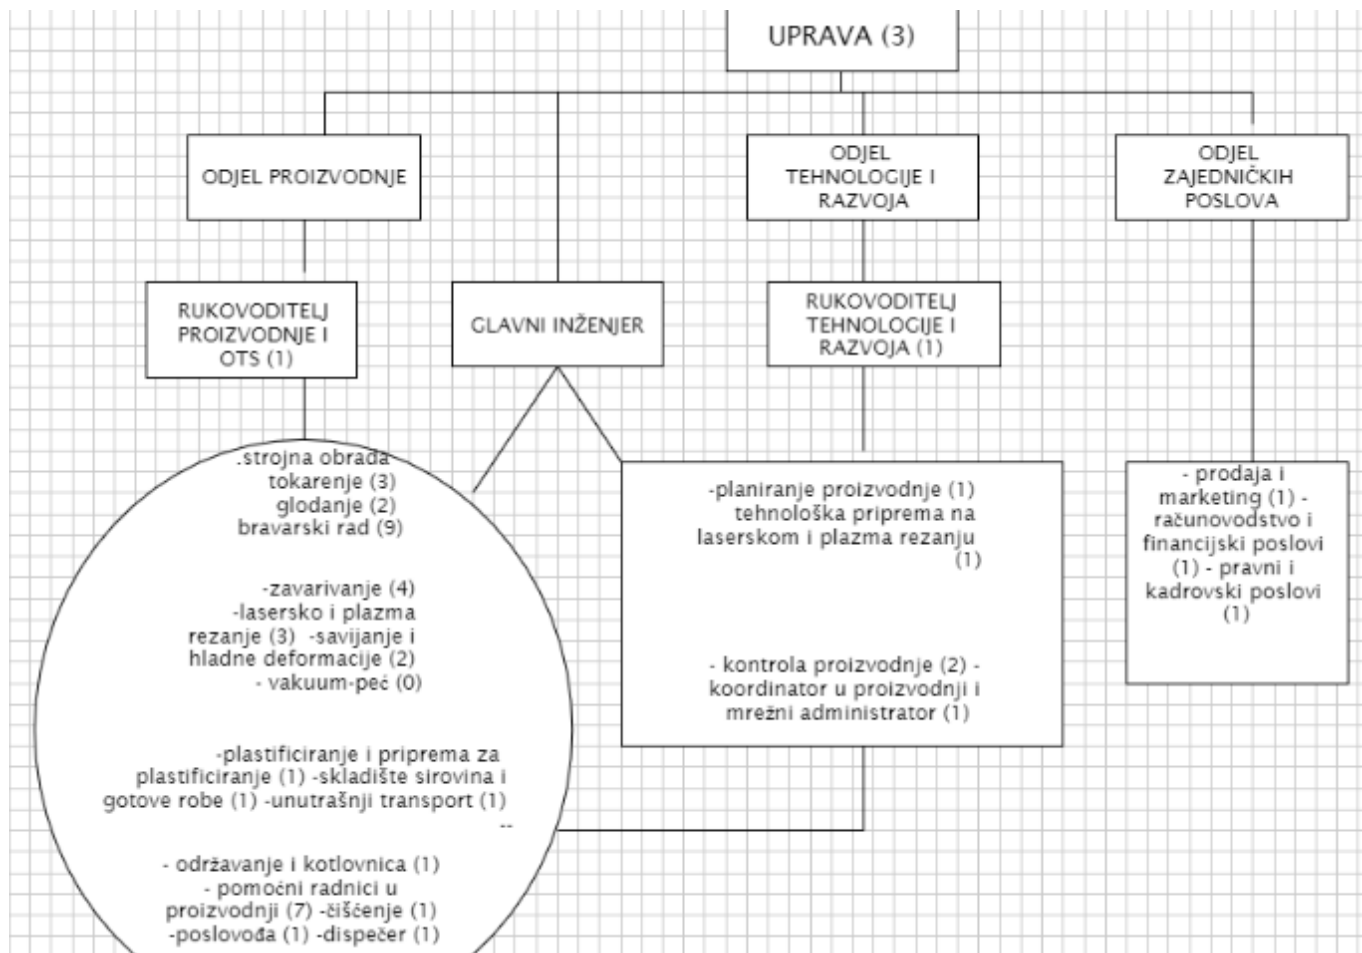 UPRAVA (3)
ODJEL PROIZVODNJE
ODJEL
TEHNOLOGIJE I
RAZVOJA
ODJEL
ZAJEDNIČKIH
POSLOVA
RUKOVODITELJ
PROIZVODNJE I
OTS (1)
GLAVNI INŽENJER
RUKOVODITELJ
TEHNOLOGIJE I
RAZVOJA (1)
.strojna obrada
tokarenje (3)
glodanje (2)
bravarski rad (9)
-zavarivanje (4)
-lasersko i plazma
rezanje (3) -savijanje i
hladne deformacije (2)
- vakuum-peć (0)
-plastificiranje i priprema za
plastificiranje (1) -skladište sirovina i
gotove robe (1) -unutrašnji transport (1)
--
- održavanje i kotlovnica (1)
- pomoćni radnici u
proizvodnji (7) -čišćenje (1)
-poslovođa (1) -dispečer (1)
-planiranje proizvodnje (1)
tehnološka priprema na
laserskom i plazma rezanju
(1)
- kontrola proizvodnje (2) -
koordinator u proizvodnji i
mrežni administrator (1)
- prodaja i
marketing (1) -
računovodstvo i
financijski poslovi
(1) - pravni i
kadrovski poslovi
(1)